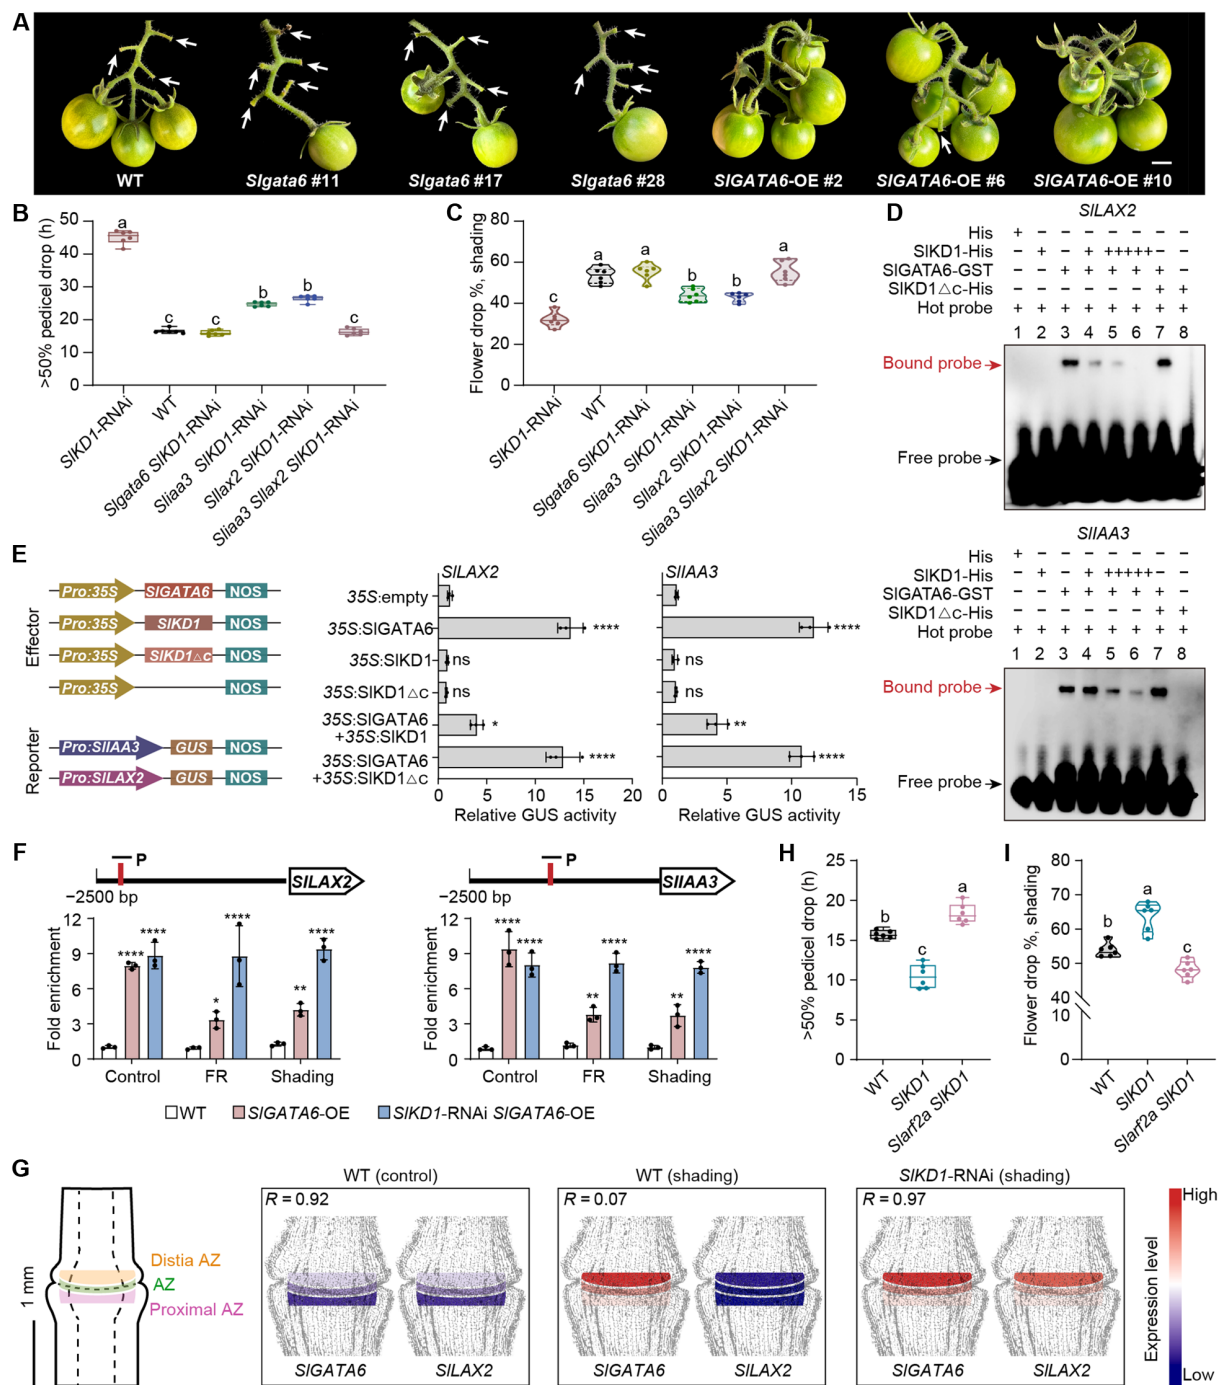 A
WT
Slgata6 #11
Slgata6 #17
Slgata6 #28
SlGATA6-OE #2
SlGATA6-OE #6
SlGATA6-OE #10
B
>50% pedicel drop (h)
50
40
30
20
10
0
a
c
c
b
b
c
SlKD1-RNAi
WT
Slgata6 SlKD1-RNAi
Sliaa3 SlKD1-RNAi
Sllax2 SlKD1-RNAi
Sliaa3 Sllax2 SlKD1-RNAi
C
Flower drop %, shading
80
60
40
20
0
c
a
a
b
b
a
SlKD1-RNAi
WT
Slgata6 SlKD1-RNAi
Sliaa3 SlKD1-RNAi
Sllax2 SlKD1-RNAi
Sliaa3 Sllax2 SlKD1-RNAi
D
SlLAX2
His + − − − − − − −
SlKD1-His − + − + ++ +++ − −
SlGATA6-GST − − + + + + + −
SlKD1△c-His − − − − − − + +
Hot probe + + + + + + + +
1 2 3 4 5 6 7 8
Bound probe
Free probe
SlIAA3
His + − − − − − − −
SlKD1-His − + − + ++ +++ − −
SlGATA6-GST − − + + + + + −
SlKD1△c-His − − − − − − + +
Hot probe + + + + + + + +
1 2 3 4 5 6 7 8
Bound probe
Free probe
E
Effector
Pro:35S SlGATA6 NOS
Pro:35S SlKD1 NOS
Pro:35S SlKD1△c NOS
Pro:35S NOS
Reporter
Pro:SlIAA3 GUS NOS
Pro:SlLAX2 GUS NOS
SlLAX2
SlIAA3
35S:empty
35S:SlGATA6 **** ****
35S:SlKD1 ns ns
35S:SlKD1△c ns ns
35S:SlGATA6
+35S:SlKD1 * **
35S:SlGATA6
+35S:SlKD1△c **** ****
0 5 10 15 20
Relative GUS activity
0 5 10 15
Relative GUS activity
F
P
SlLAX2
−2500 bp
Fold enrichment
12
9
6
3
0
**** **** * **** ** ****
Control FR Shading
P
SlIAA3
−2500 bp
Fold enrichment
12
9
6
3
0
**** **** ** **** ** ****
Control FR Shading
WT SlGATA6-OE SlKD1-RNAi SlGATA6-OE
H
>50% pedicel drop (h)
25
20
15
10
5
0
b
c
a
WT
SlKD1
Slarf2a SlKD1
I
Flower drop %, shading
80
70
60
50
40
10
0
b
a
c
WT
SlKD1
Slarf2a SlKD1
G
1 mm
Distia AZ
AZ
Proximal AZ
WT (control)
R = 0.92
SlGATA6 SlLAX2
WT (shading)
R = 0.07
SlGATA6 SlLAX2
SlKD1-RNAi (shading)
R = 0.97
SlGATA6 SlLAX2
High
Expression level
Low